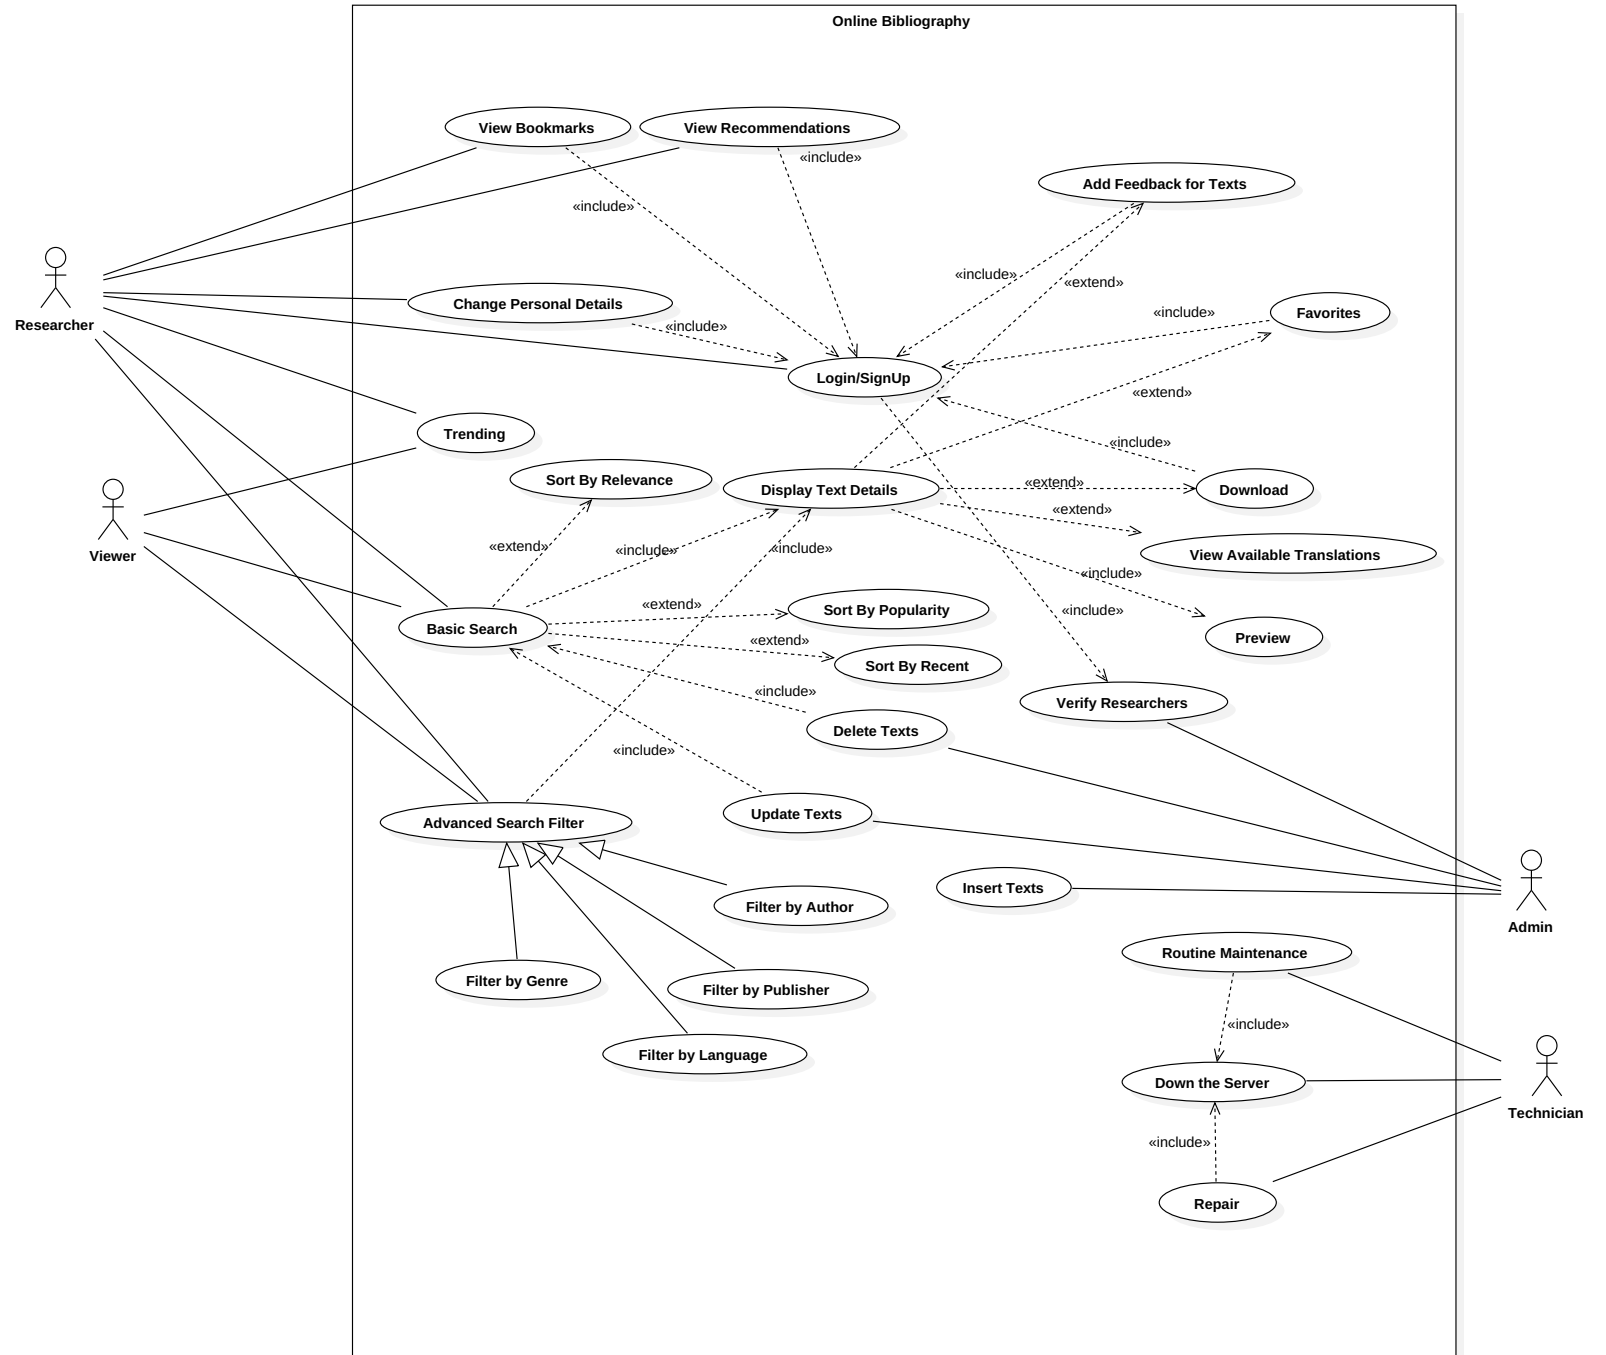 Online Bibliography
View Bookmarks
View Recommendations
«include»
Add Feedback for Texts
«include»
«include»
«extend»
Change Personal Details
Favorites
«include»
«include»
Researcher
Login/SignUp
«extend»
Trending
«include»
Sort By Relevance
Display Text Details
«extend»
Download
«extend»
Viewer
«extend»
«include»
«include»
View Available Translations
«include»
«extend»
Sort By Popularity
«include»
Basic Search
«extend»
Preview
Sort By Recent
«include»
Verify Researchers
Delete Texts
«include»
Advanced Search Filter
Update Texts
Insert Texts
Filter by Author
Admin
Routine Maintenance
Filter by Genre
Filter by Publisher
«include»
Filter by Language
Down the Server
Technician
«include»
Repair